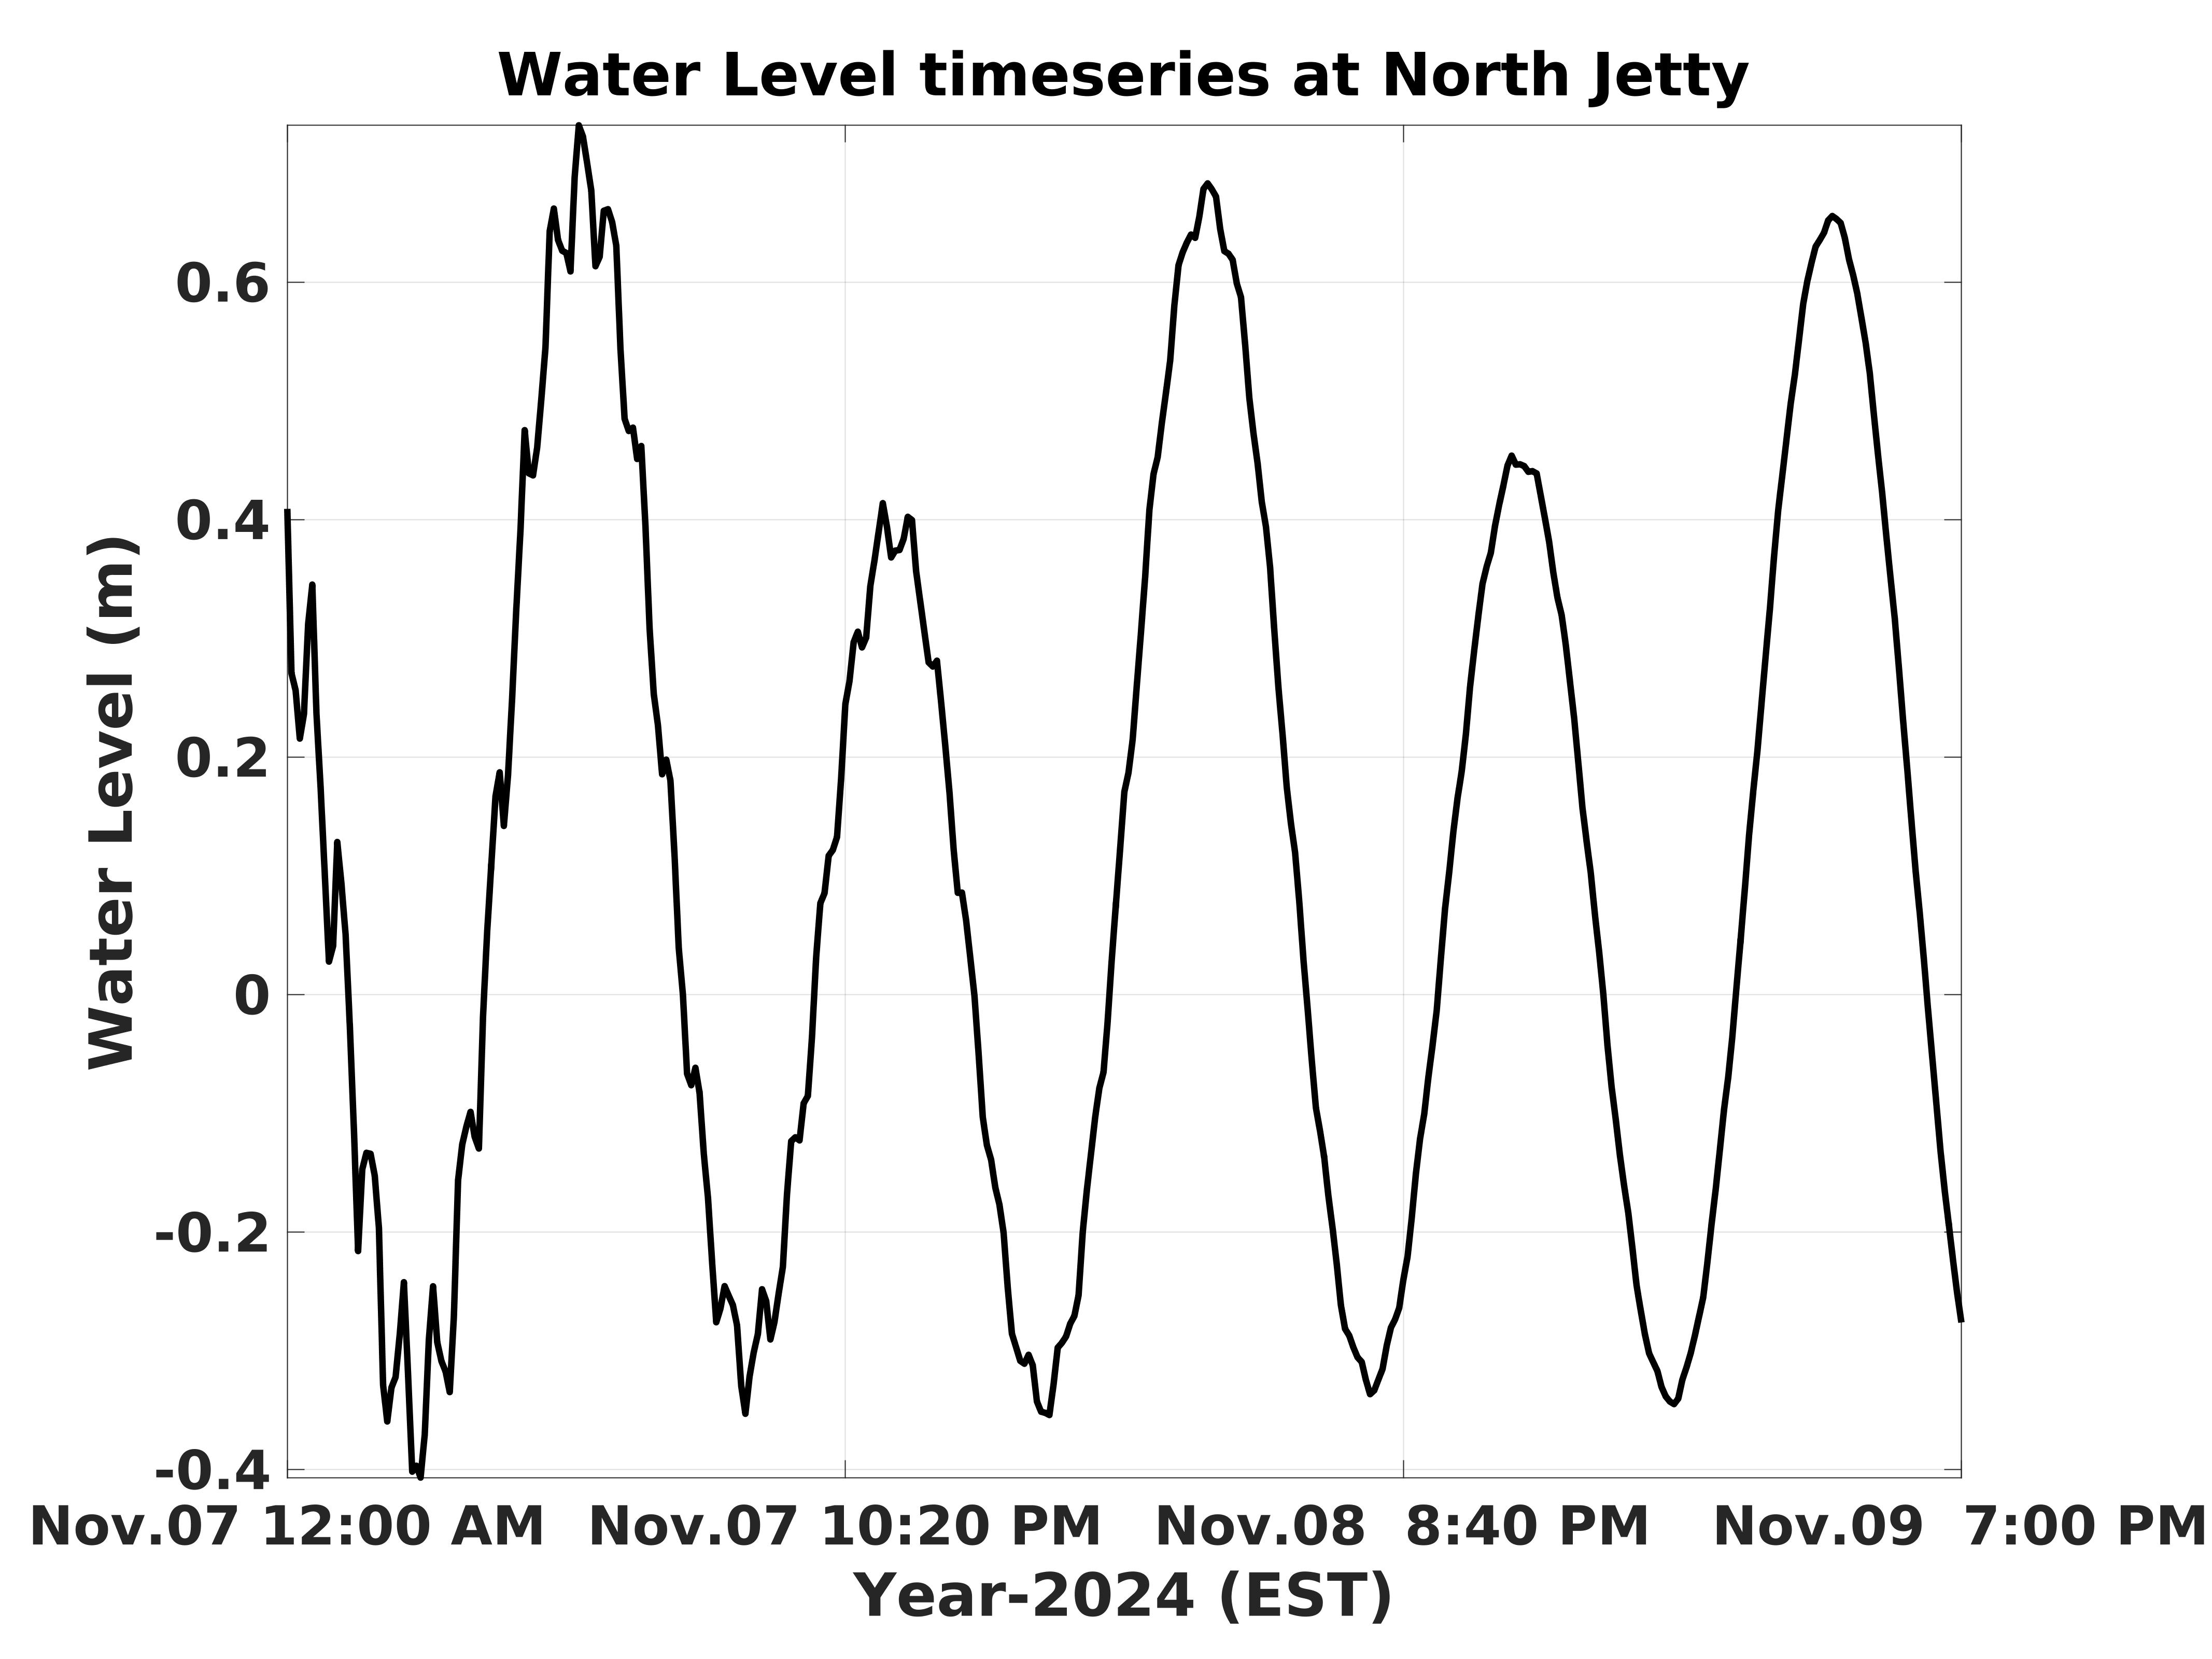 Water Level timeseries at North Jetty
Water Level (m)
0.6
0.4
0.2
0
-0.2
-0.4
Nov.07 12:00 AM Nov.07 10:20 PM Nov.08 8:40 PM Nov.09 7:00 PM
Year-2024 (EST)